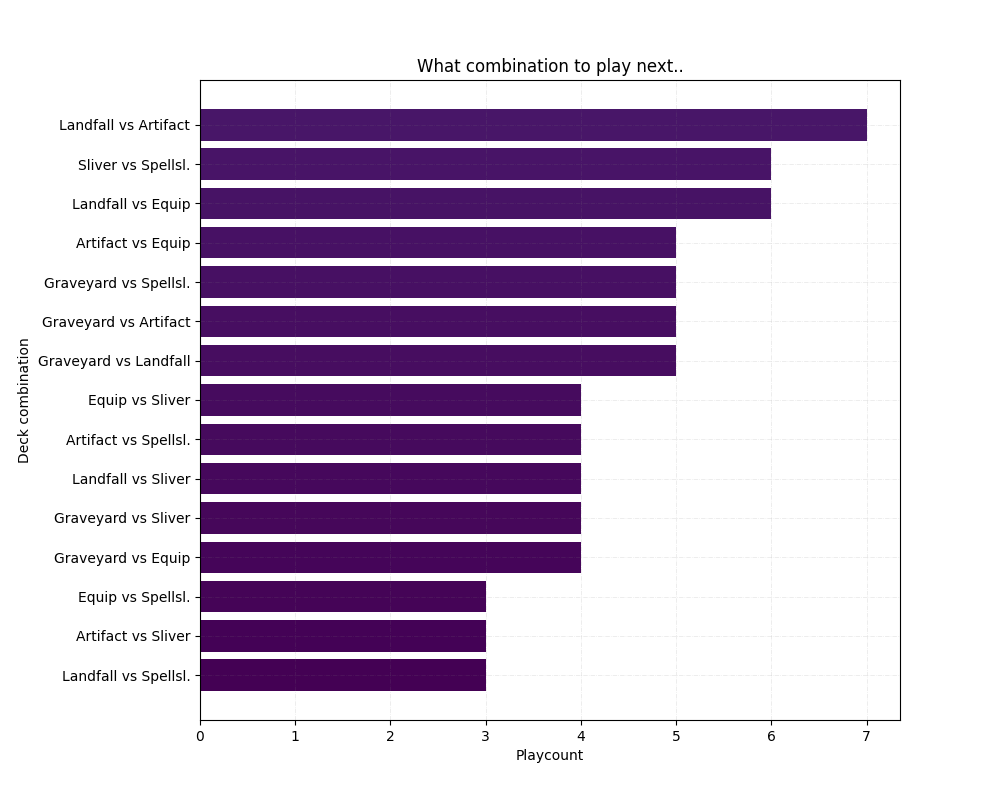 What combination to play next..
Landfall vs Artifact
Sliver vs Spellsl.
Landfall vs Equip
Artifact vs Equip
Graveyard vs Spellsl.
Graveyard vs Artifact
Graveyard vs Landfall
Equip vs Sliver
Artifact vs Spellsl.
Landfall vs Sliver
Graveyard vs Sliver
Graveyard vs Equip
Equip vs Spellsl.
Artifact vs Sliver
Landfall vs Spellsl.
Deck combination
0 1 2 3 4 5 6 7
Playcount